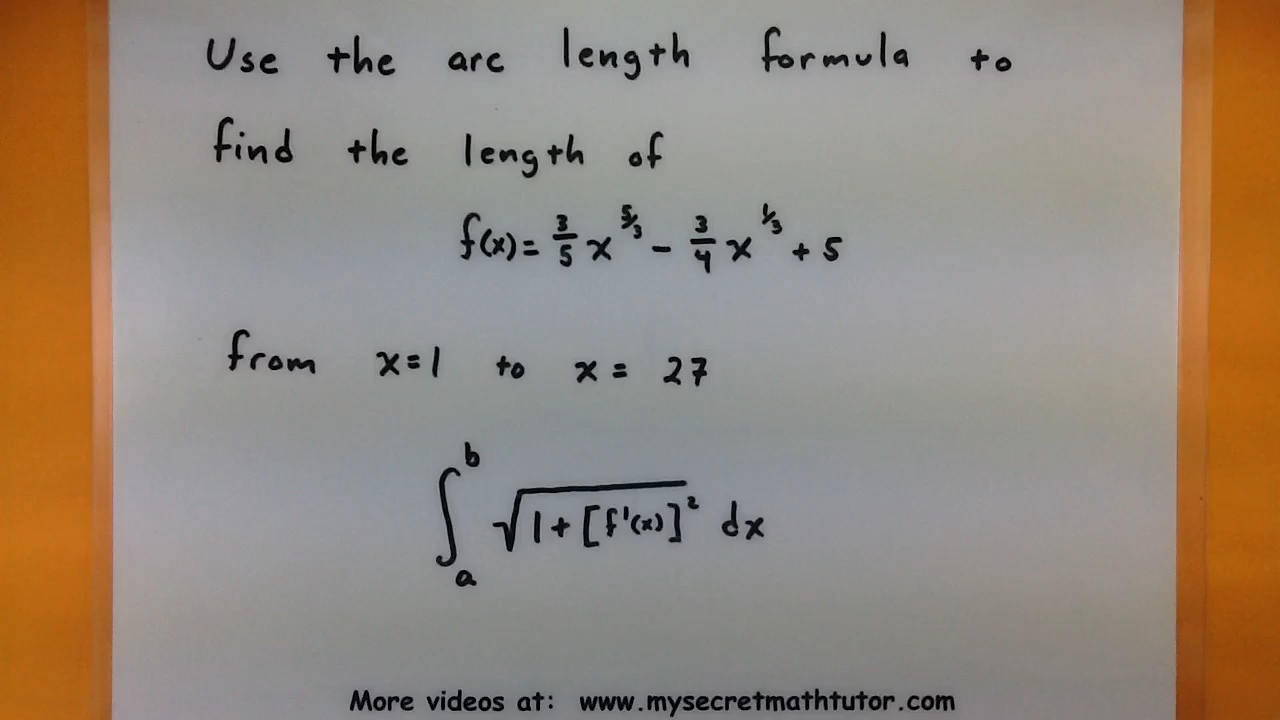 Use the arc length formula to
find the length of
f(x) = 3/5 x^5/3 - 3/4 x^1/3 + 5
from x=1 to x = 27
∫_a^b √(1+[f'(x)]^2) dx
More videos at: www.mysecretmathtutor.com